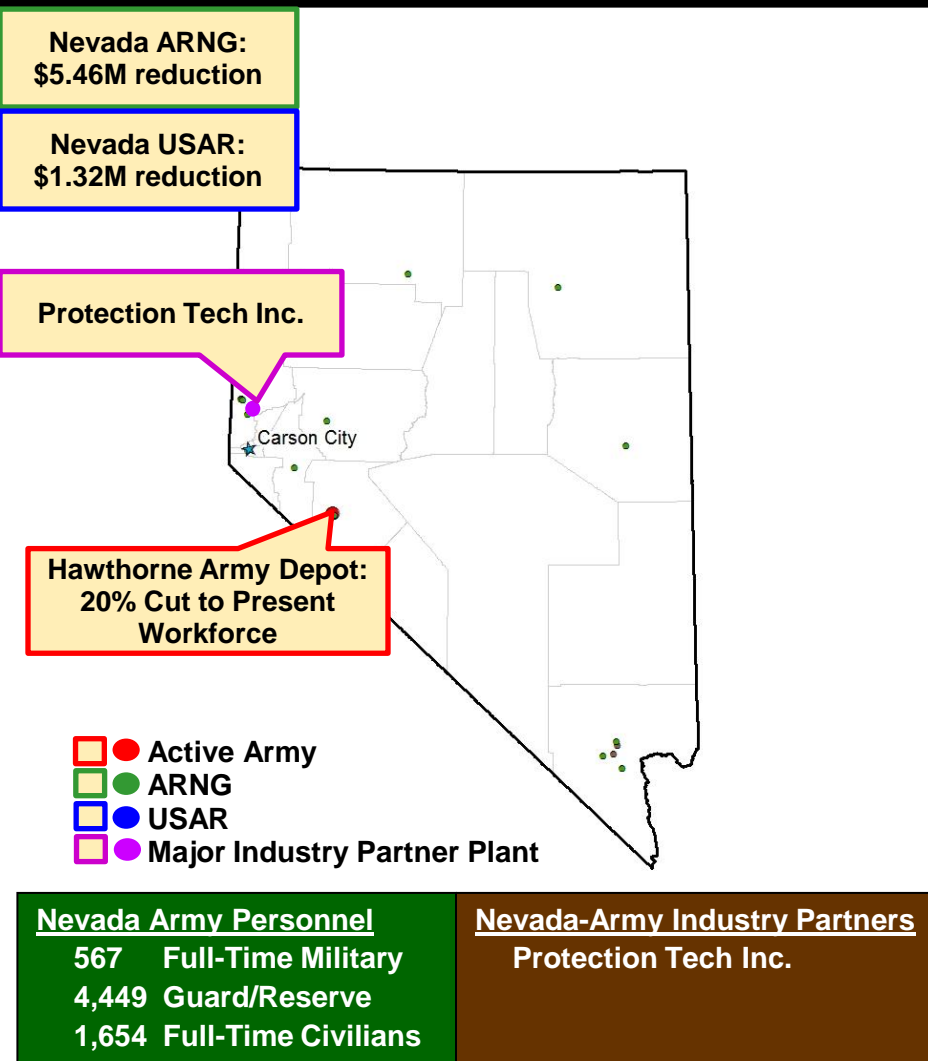 Nevada ARNG:
$5.46M reduction
Nevada USAR:
$1.32M reduction
Protection Tech Inc.
Carson City
Hawthorne Army Depot:
20% Cut to Present
Workforce
Active Army
ARNG
USAR
Major Industry Partner Plant
Nevada Army Personnel
567 Full-Time Military
4,449 Guard/Reserve
1,654 Full-Time Civilians
Nevada-Army Industry Partners
Protection Tech Inc.